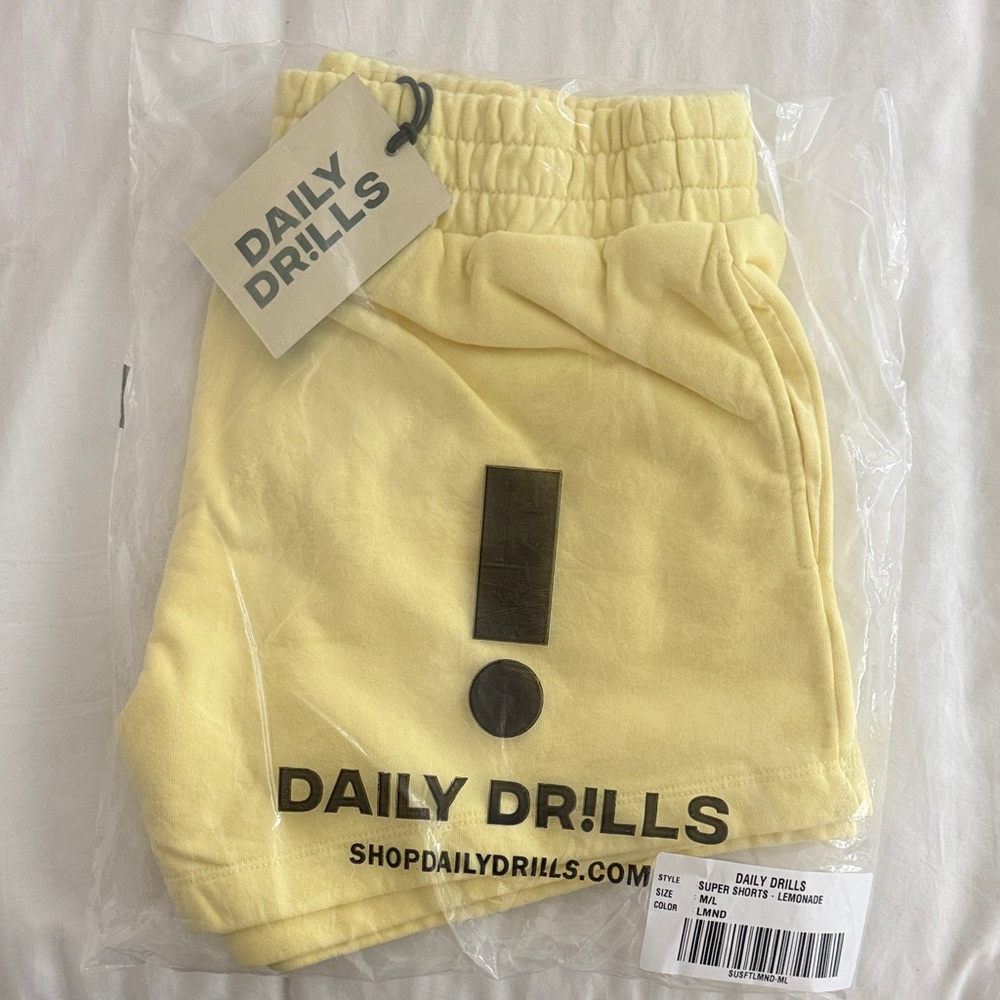 DAILY
DR!LLS
!
DAILY DR!LLS
SHOPDAILYDRILLS.COM
DAILY DRILLS
STYLE SUPER SHORTS - LEMONADE
SIZE : M/L
COLOR LMND
SUSFTLMND-ML